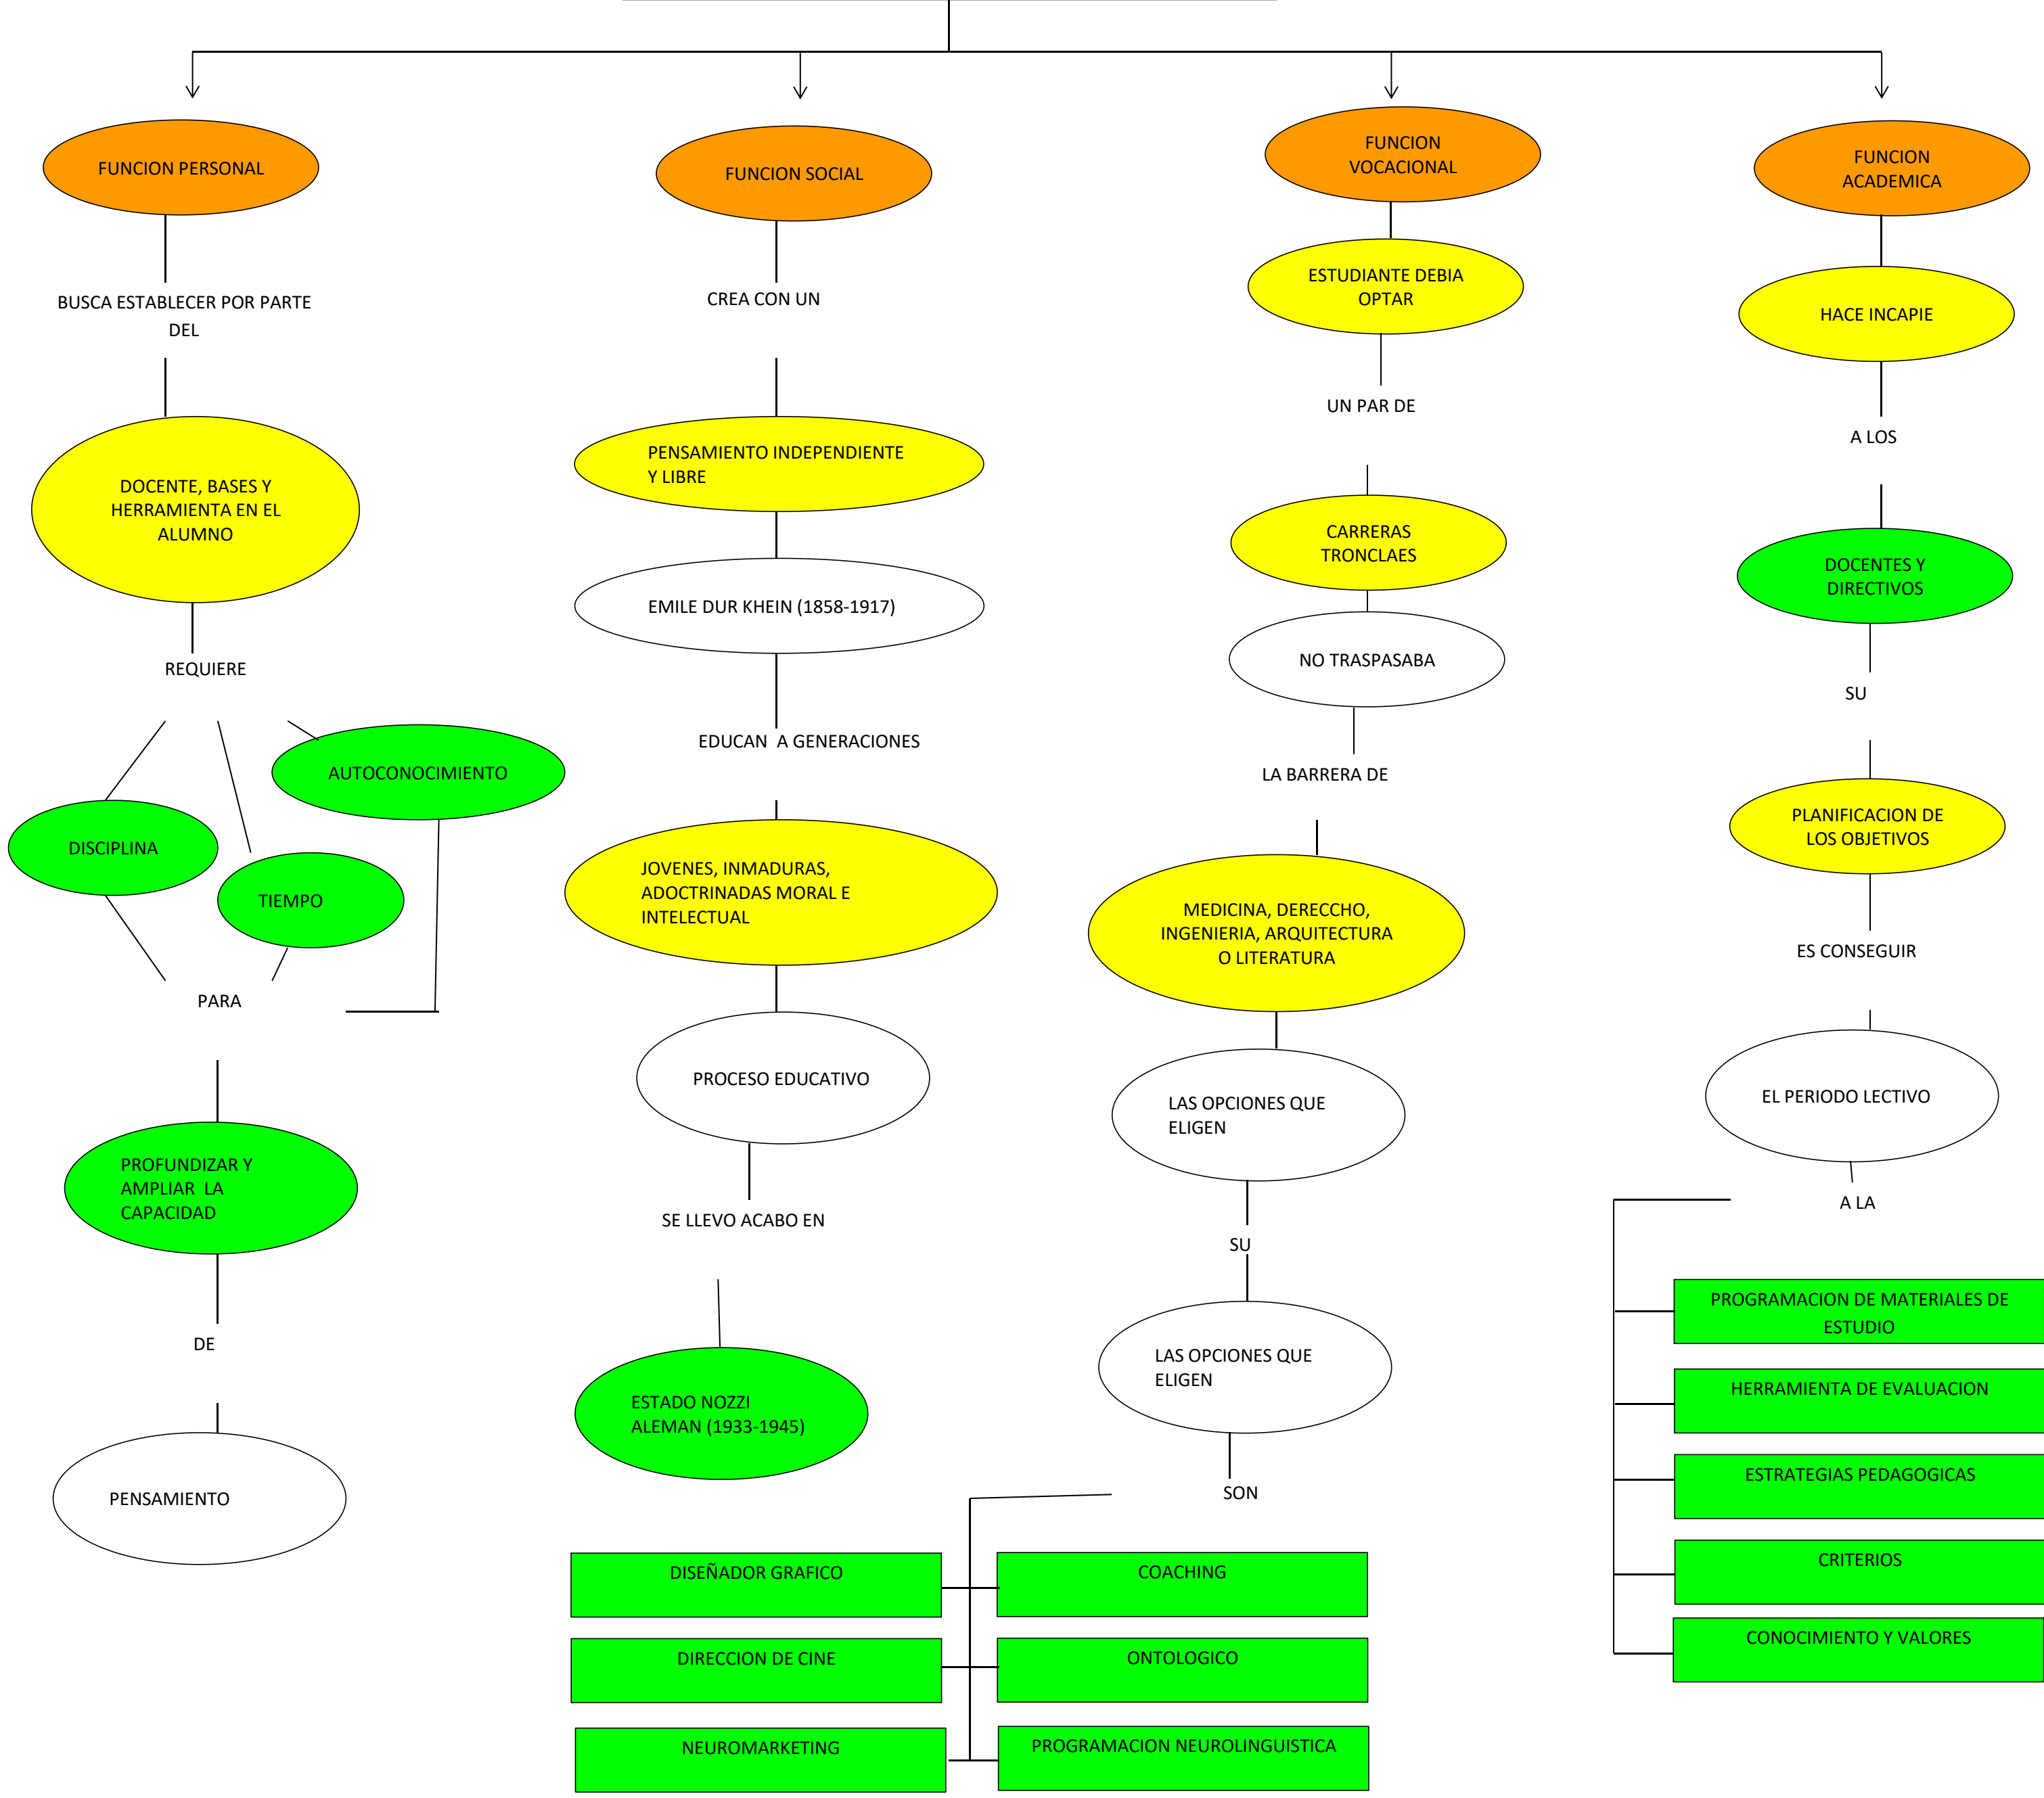 FUNCION PERSONAL
BUSCA ESTABLECER POR PARTE
DEL
DOCENTE, BASES Y
HERRAMIENTA EN EL
ALUMNO
REQUIERE
AUTOCONOCIMIENTO
DISCIPLINA
TIEMPO
PARA
PROFUNDIZAR Y
AMPLIAR  LA
CAPACIDAD
DE
PENSAMIENTO
FUNCION SOCIAL
CREA CON UN
PENSAMIENTO INDEPENDIENTE
Y LIBRE
EMILE DUR KHEIN (1858-1917)
EDUCAN  A GENERACIONES
JOVENES, INMADURAS,
ADOCTRINADAS MORAL E
INTELECTUAL
PROCESO EDUCATIVO
SE LLEVO ACABO EN
ESTADO NOZZI
ALEMAN (1933-1945)
FUNCION
VOCACIONAL
ESTUDIANTE DEBIA
OPTAR
UN PAR DE
CARRERAS
TRONCLAES
NO TRASPASABA
LA BARRERA DE
MEDICINA, DERECCHO,
INGENIERIA, ARQUITECTURA
O LITERATURA
LAS OPCIONES QUE
ELIGEN
SU
LAS OPCIONES QUE
ELIGEN
SON
DISEÑADOR GRAFICO
COACHING
DIRECCION DE CINE
ONTOLOGICO
NEUROMARKETING
PROGRAMACION NEUROLINGUISTICA
FUNCION
ACADEMICA
HACE INCAPIE
A LOS
DOCENTES Y
DIRECTIVOS
SU
PLANIFICACION DE
LOS OBJETIVOS
ES CONSEGUIR
EL PERIODO LECTIVO
A LA
PROGRAMACION DE MATERIALES DE
ESTUDIO
HERRAMIENTA DE EVALUACION
ESTRATEGIAS PEDAGOGICAS
CRITERIOS
CONOCIMIENTO Y VALORES